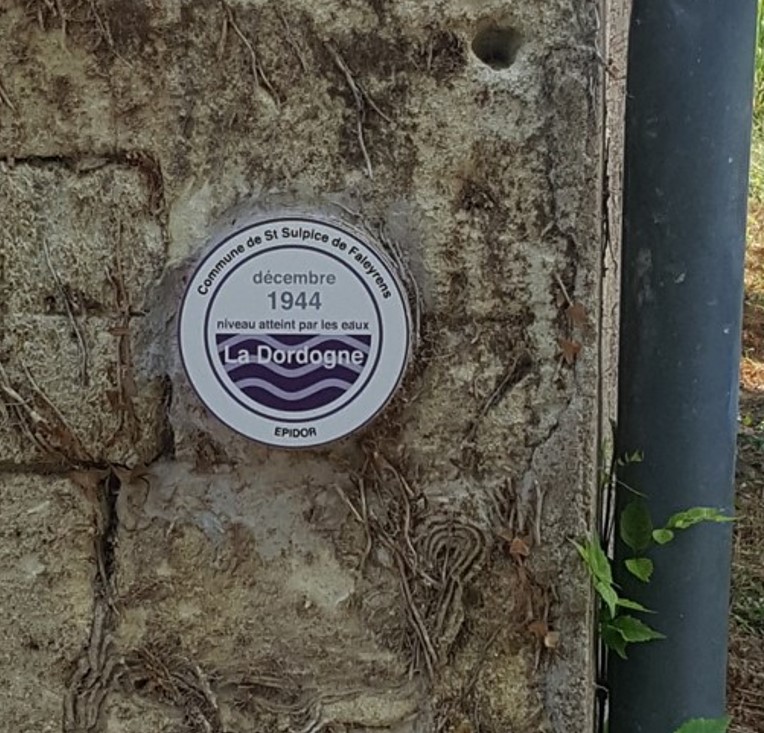 Commune de St Sulpice de Faleyrens
décembre
1944
niveau atteint par les eaux
La Dordogne
EPIDOR